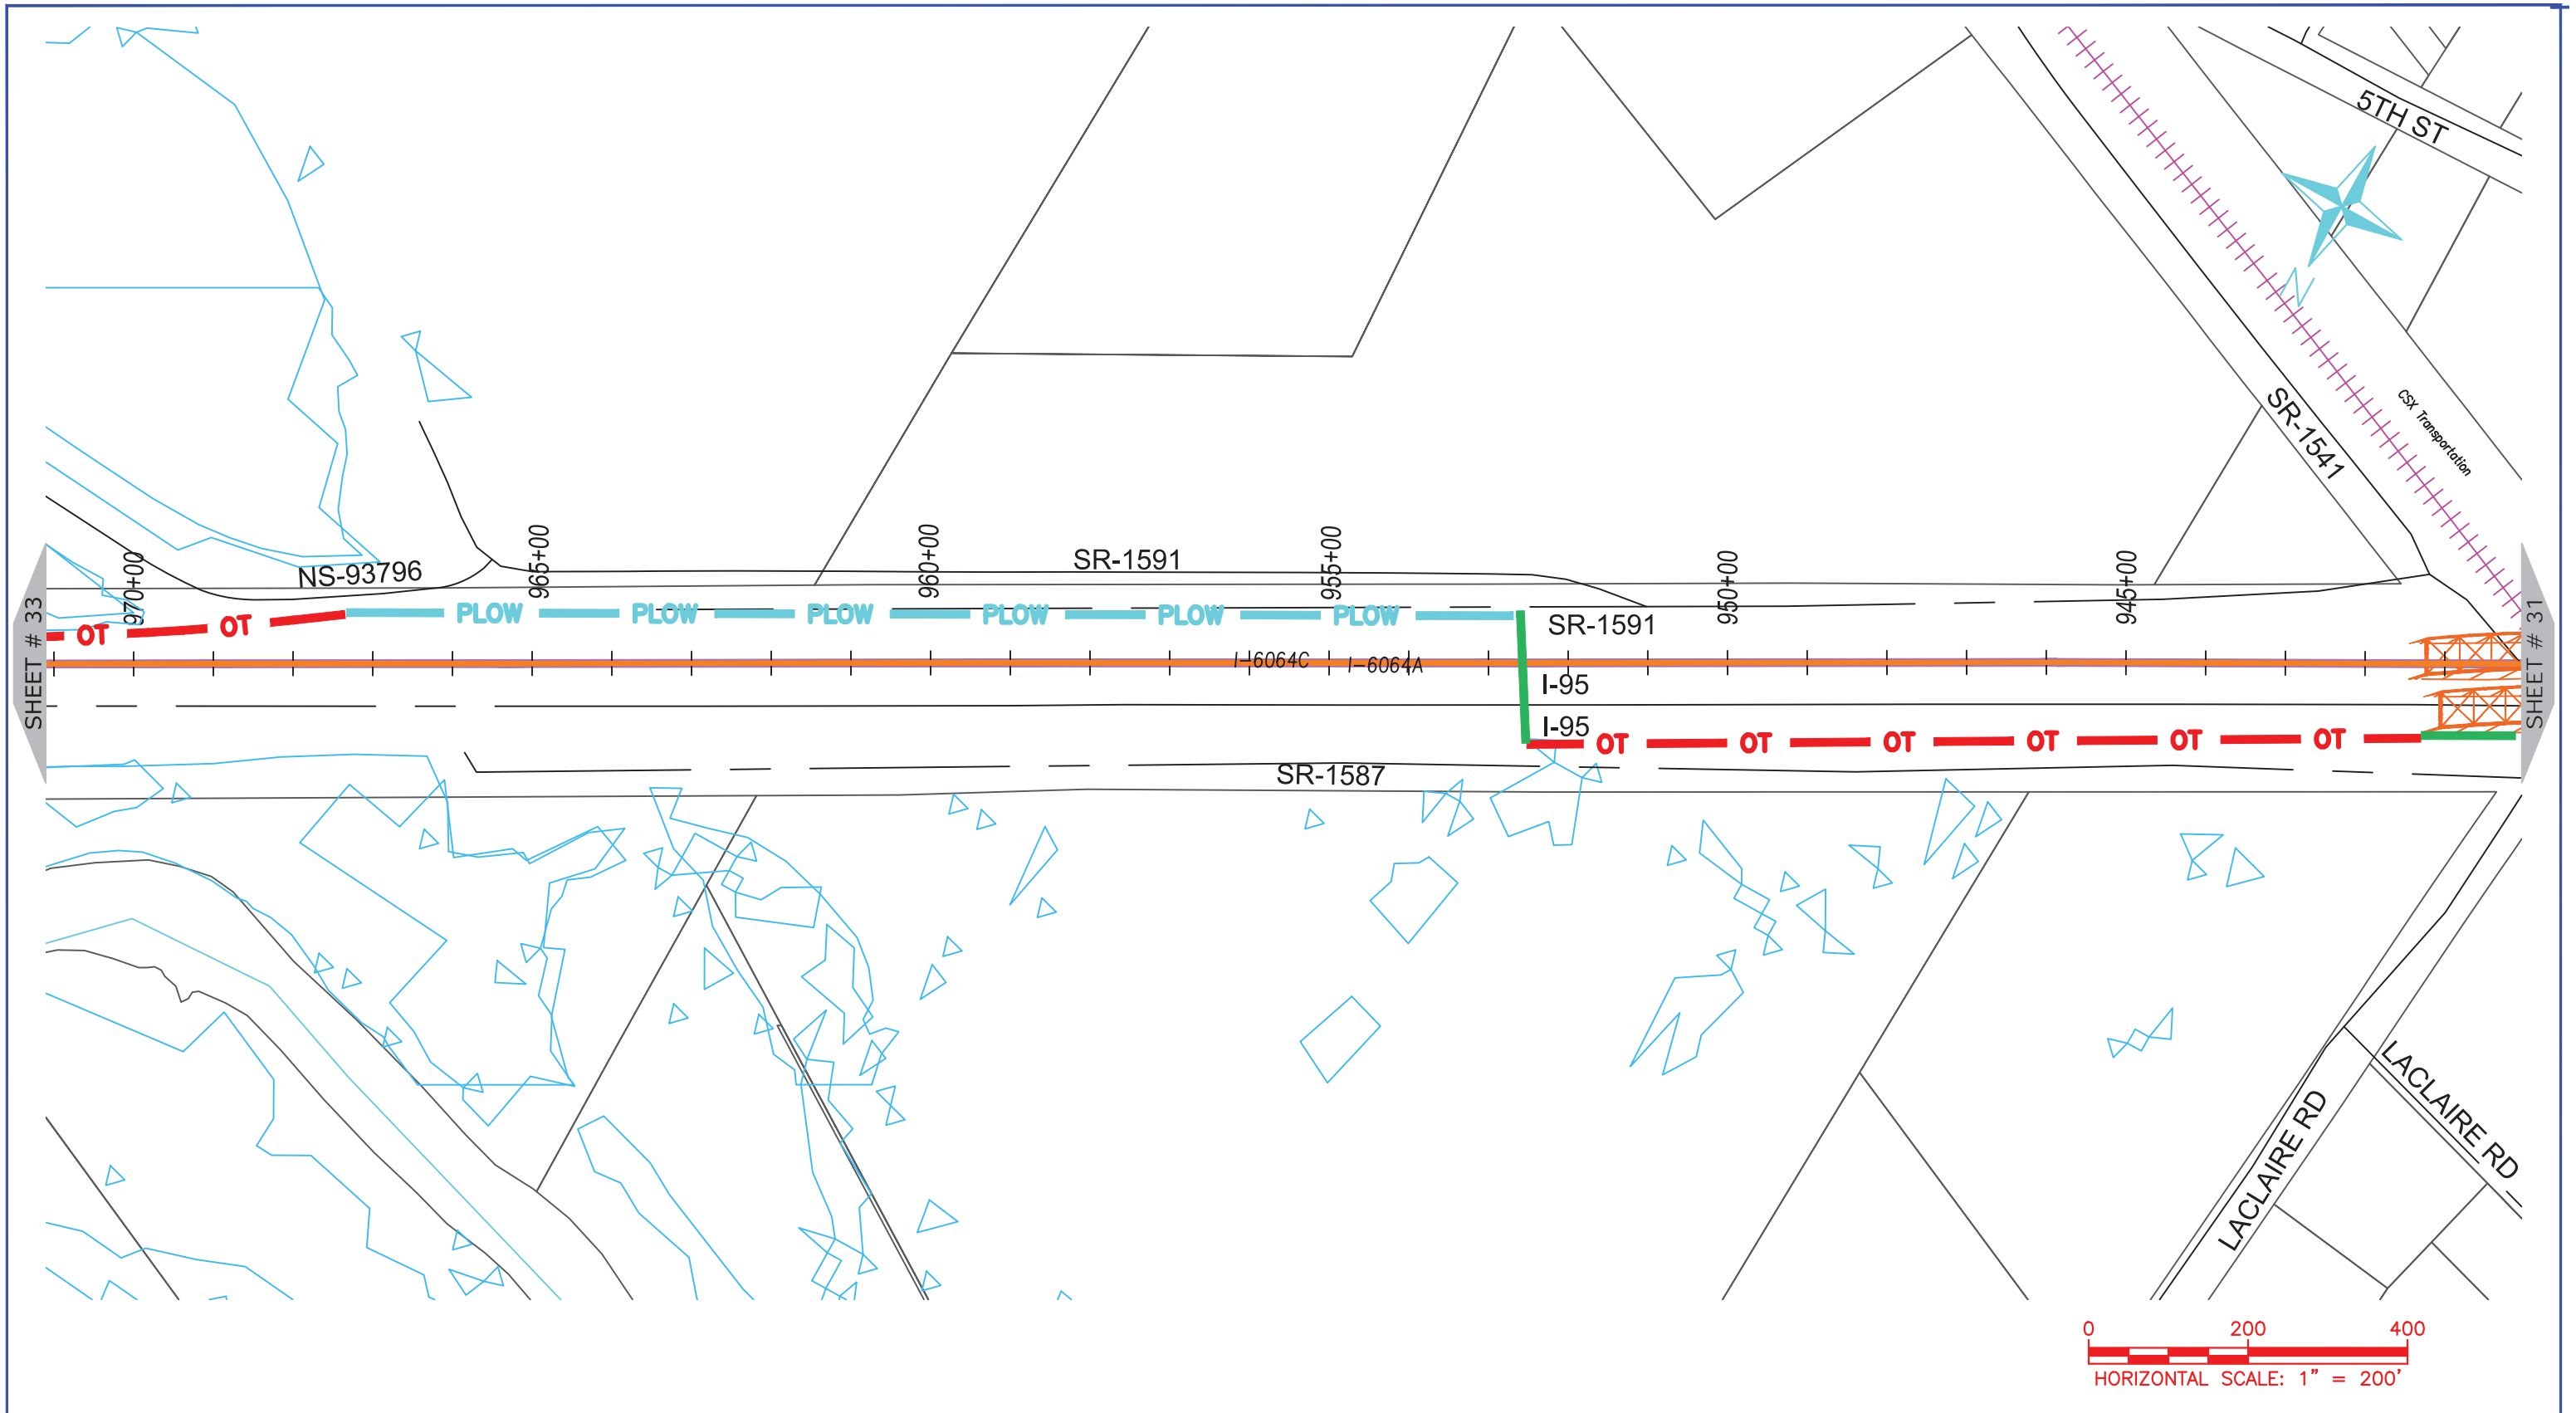 5TH ST
N
SR-1541
CSX Transportation
970+00
NS-93796
965+00
960+00
SR-1591
955+00
950+00
945+00
SHEET # 33
OT
OT
PLOW
PLOW
PLOW
PLOW
PLOW
PLOW
SR-1591
SHEET # 31
I-6064C
I-6064A
I-95
I-95
OT
OT
OT
OT
OT
OT
SR-1587
LACLAIRE RD
LACLAIRE RD
0 200 400
HORIZONTAL SCALE: 1" = 200'